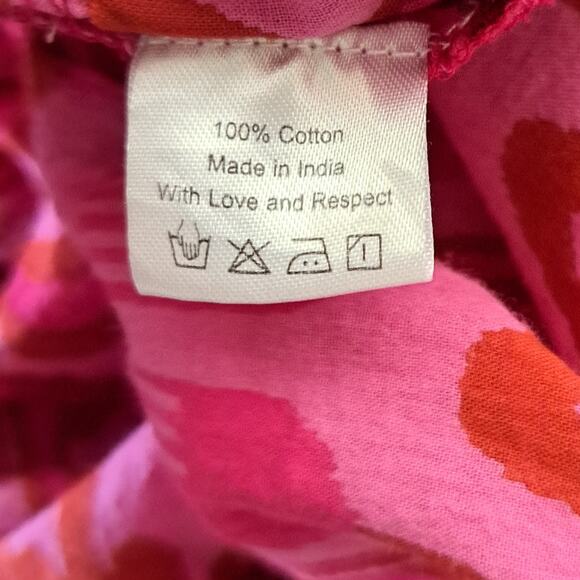 100% Cotton
Made in India
With Love and Respect